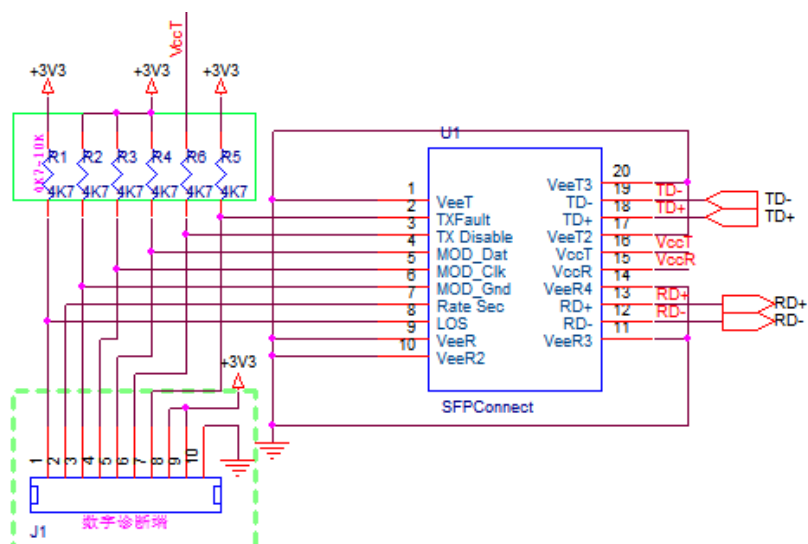 VccT
+3V3
+3V3
+3V3
4K7~10K
R1
R2
R3
R4
R6
R5
4K7
4K7
4K7
4K7
4K7
4K7
U1
1
2
3
4
5
6
7
8
9
10
VeeT
TXFault
TX Disable
MOD_Dat
MOD_Clk
MOD_Gnd
Rate Sec
LOS
VeeR
VeeR2
VeeT3
TD-
TD+
VeeT2
VccT
VccR
VeeR4
RD+
RD-
VeeR3
20
19
18
17
16
15
14
13
12
11
TD-
TD+
VccT
VccR
RD+
RD-
TD-
TD+
RD+
RD-
SFPConnect
+3V3
1
2
3
4
5
6
7
8
9
10
数字诊断端
J1